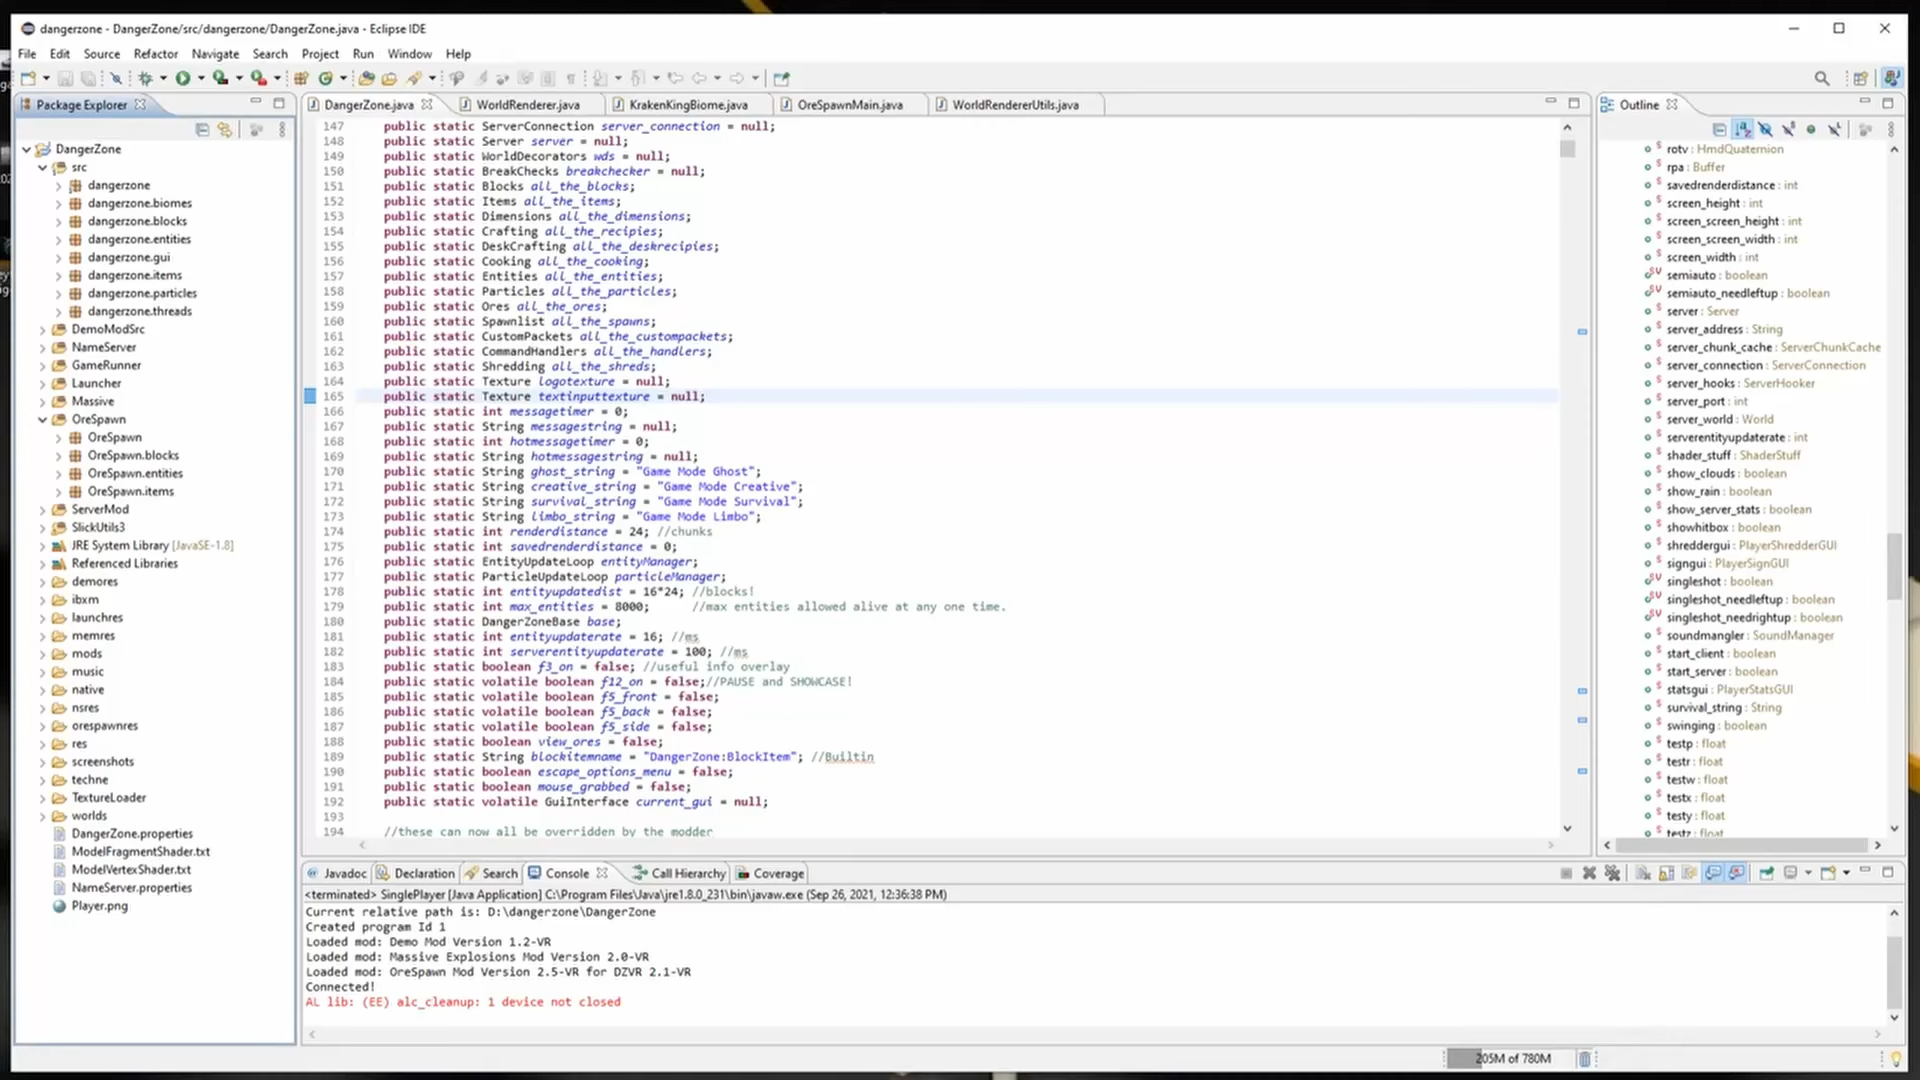 dangerzone - DangerZone/src/dangerzone/DangerZone.java - Eclipse IDE
File Edit Source Refactor Navigate Search Project Run Window Help
Package Explorer
DangerZone
src
dangerzone
dangerzone.biomes
dangerzone.blocks
dangerzone.entities
dangerzone.gui
dangerzone.items
dangerzone.particles
dangerzone.threads
DemoModSrc
NameServer
GameRunner
Launcher
Massive
OreSpawn
OreSpawn
OreSpawn.blocks
OreSpawn.entities
OreSpawn.items
ServerMod
SlickUtils3
JRE System Library [JavaSE-1.8]
Referenced Libraries
demores
ibxm
launchres
memres
mods
music
native
nsres
orespawnres
res
screenshots
techne
TextureLoader
worlds
DangerZone.properties
ModelFragmentShader.txt
ModelVertexShader.txt
NameServer.properties
Player.png
DangerZone.java WorldRenderer.java KrakenKingBiome.java OreSpawnMain.java WorldRendererUtils.java
147 public static ServerConnection server_connection = null;
148 public static Server server = null;
149 public static WorldDecorators wds = null;
150 public static BreakChecks breakchecker = null;
151 public static Blocks all_the_blocks;
152 public static Items all_the_items;
153 public static Dimensions all_the_dimensions;
154 public static Crafting all_the_recipies;
155 public static DeskCrafting all_the_deskrecipies;
156 public static Cooking all_the_cooking;
157 public static Entities all_the_entities;
158 public static Particles all_the_particles;
159 public static Ores all_the_ores;
160 public static Spawnlist all_the_spawns;
161 public static CustomPackets all_the_custompackets;
162 public static CommandHandlers all_the_handlers;
163 public static Shredding all_the_shreds;
164 public static Texture logotexture = null;
165 public static Texture textinputtexture = null;
166 public static int messagetimer = 0;
167 public static String messagestring = null;
168 public static int hotmessagetimer = 0;
169 public static String hotmessagestring = null;
170 public static String ghost_string = "Game Mode Ghost";
171 public static String creative_string = "Game Mode Creative";
172 public static String survival_string = "Game Mode Survival";
173 public static String limbo_string = "Game Mode Limbo";
174 public static int renderdistance = 24; //chunks
175 public static int savedrenderdistance = 0;
176 public static EntityUpdateLoop entityManager;
177 public static ParticleUpdateLoop particleManager;
178 public static int entityupdatedist = 16*24; //blocks!
179 public static int max_entities = 8000; //max entities allowed alive at any one time.
180 public static DangerZoneBase base;
181 public static int entityupdaterate = 16; //ms
182 public static int serverentityupdaterate = 100; //ms
183 public static boolean f3_on = false; //useful info overlay
184 public static volatile boolean f12_on = false;//PAUSE and SHOWCASE!
185 public static volatile boolean f5_front = false;
186 public static volatile boolean f5_back = false;
187 public static volatile boolean f5_side = false;
188 public static boolean view_ores = false;
189 public static String blockitemname = "DangerZone:BlockItem"; //Builtin
190 public static boolean escape_options_menu = false;
191 public static boolean mouse_grabbed = false;
192 public static volatile GuiInterface current_gui = null;
193
194 //these can now all be overridden by the modder
Outline
rotv : HmdQuaternion
rpa : Buffer
savedrenderdistance : int
screen_height : int
screen_screen_height : int
screen_screen_width : int
screen_width : int
semiauto : boolean
semiauto_needleftup : boolean
server : Server
server_address : String
server_chunk_cache : ServerChunkCache
server_connection : ServerConnection
server_hooks : ServerHooker
server_port : int
server_world : World
serverentityupdaterate : int
shader_stuff : ShaderStuff
show_clouds : boolean
show_rain : boolean
show_server_stats : boolean
showhitbox : boolean
shreddergui : PlayerShredderGUI
signgui : PlayerSignGUI
singleshot : boolean
singleshot_needleftup : boolean
singleshot_needrightup : boolean
soundmangler : SoundManager
start_client : boolean
start_server : boolean
statsgui : PlayerStatsGUI
survival_string : String
swinging : boolean
testp : float
testr : float
testw : float
testx : float
testy : float
testz : float
Javadoc Declaration Search Console Call Hierarchy Coverage
<terminated> SinglePlayer [Java Application] C:\Program Files\Java\jre1.8.0_231\bin\javaw.exe (Sep 26, 2021, 12:36:38 PM)
Current relative path is: D:\dangerzone\DangerZone
Created program Id 1
Loaded mod: Demo Mod Version 1.2-VR
Loaded mod: Massive Explosions Mod Version 2.0-VR
Loaded mod: OreSpawn Mod Version 2.5-VR for DZVR 2.1-VR
Connected!
AL lib: (EE) alc_cleanup: 1 device not closed
205M of 780M